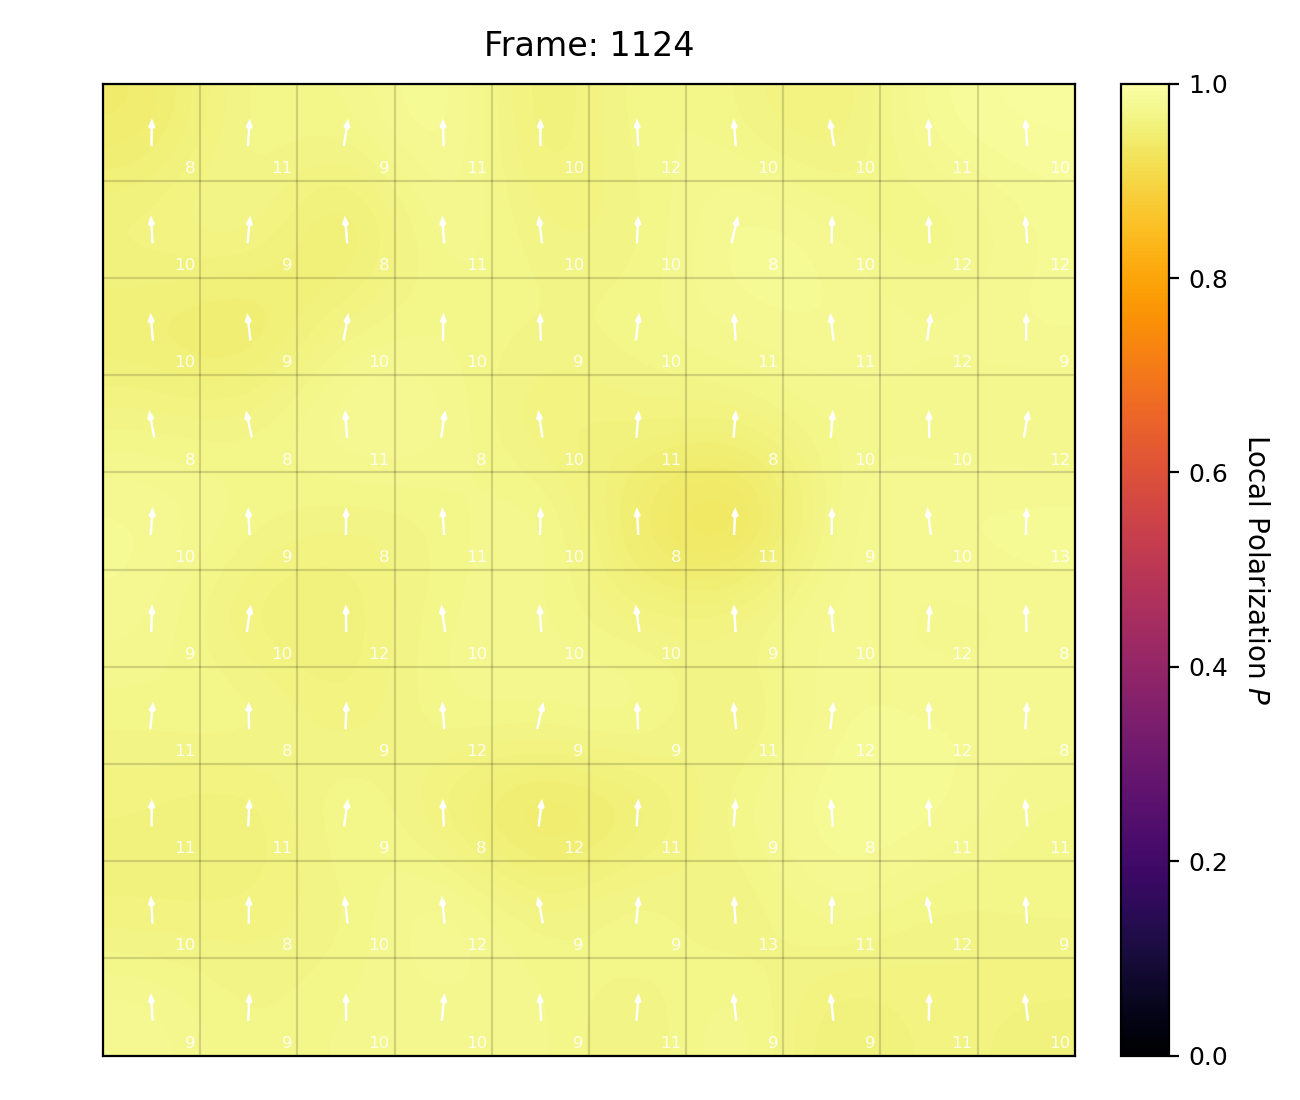 Frame: 1124
8 11 9 11 10 12 10 10 11 10
10 9 8 11 10 10 8 10 12 12
10 9 10 10 9 10 11 11 12 9
8 8 11 8 10 11 8 10 10 12
10 9 8 11 10 8 11 9 10 13
9 10 12 10 10 10 9 10 12 8
11 8 9 12 9 9 11 12 12 8
11 11 9 8 12 11 9 8 11 11
10 8 10 12 9 9 13 11 12 9
9 9 10 10 9 11 9 9 11 10
1.0
0.8
0.6
0.4
0.2
0.0
Local Polarization P